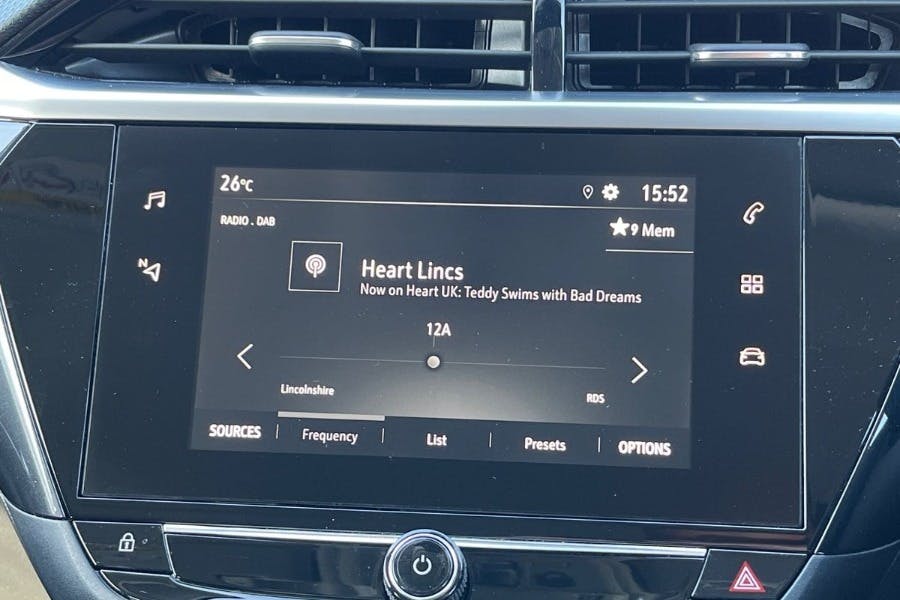 26°C
15:52
RADIO . DAB
9 Mem
Heart Lincs
Now on Heart UK: Teddy Swims with Bad Dreams
12A
Lincolnshire
RDS
SOURCES
Frequency
List
Presets
OPTIONS
N